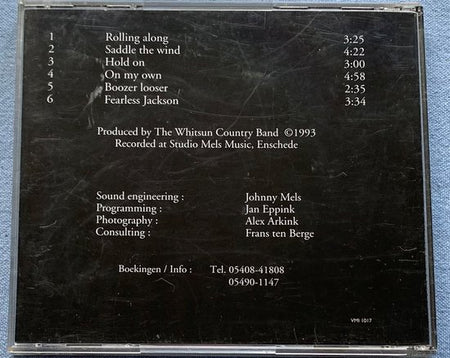 1 Rolling along 3:25
2 Saddle the wind 4:22
3 Hold on 3:00
4 On my own 4:58
5 Boozer looser 2:35
6 Fearless Jackson 3:34
Produced by The Whitsun Country Band ©1993
Recorded at Studio Mels Music, Enschede
Sound engineering : Johnny Mels
Programming : Jan Eppink
Photography : Alex Arkink
Consulting : Frans ten Berge
Boekingen / Info : Tel. 05408-41808
05490-1147
VMI 1017